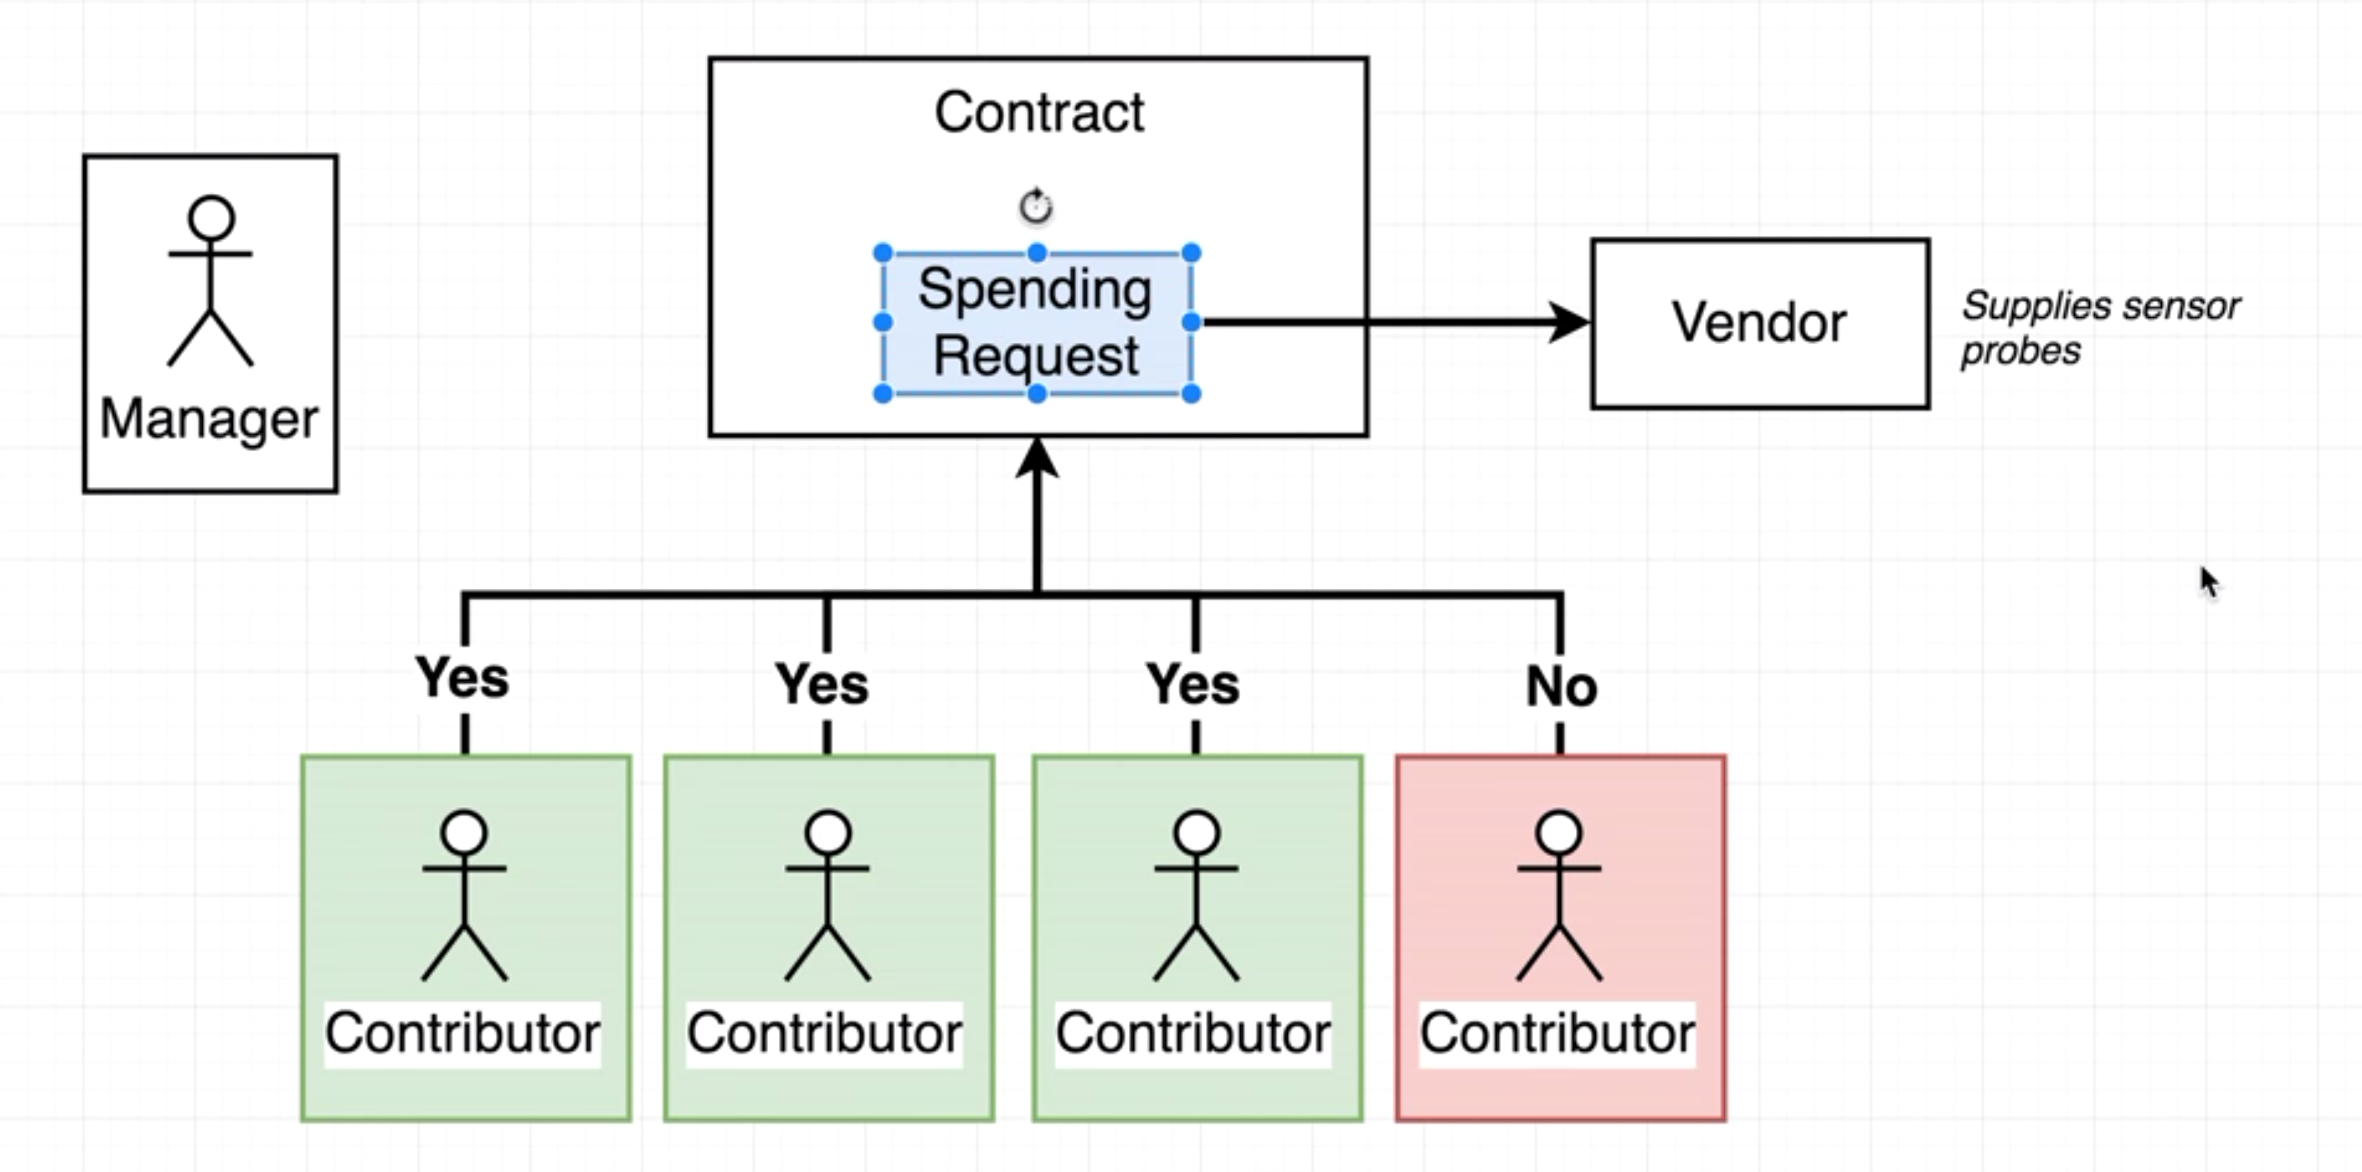 Contract
Manager
Spending
Request
Vendor
Supplies sensor
probes
Yes
Yes
Yes
No
Contributor
Contributor
Contributor
Contributor